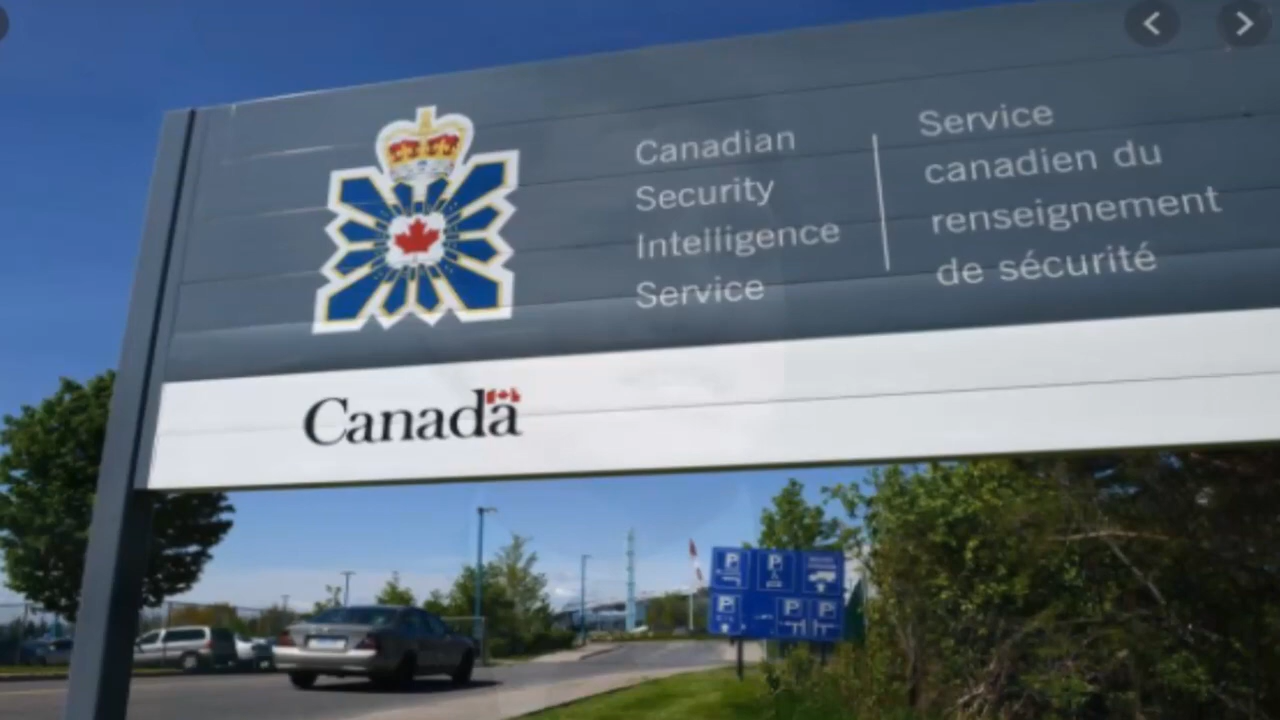 Canadian
Security
Intelligence
Service
Service
canadien du
renseignement
de sécurité
Canada
P P
P P P